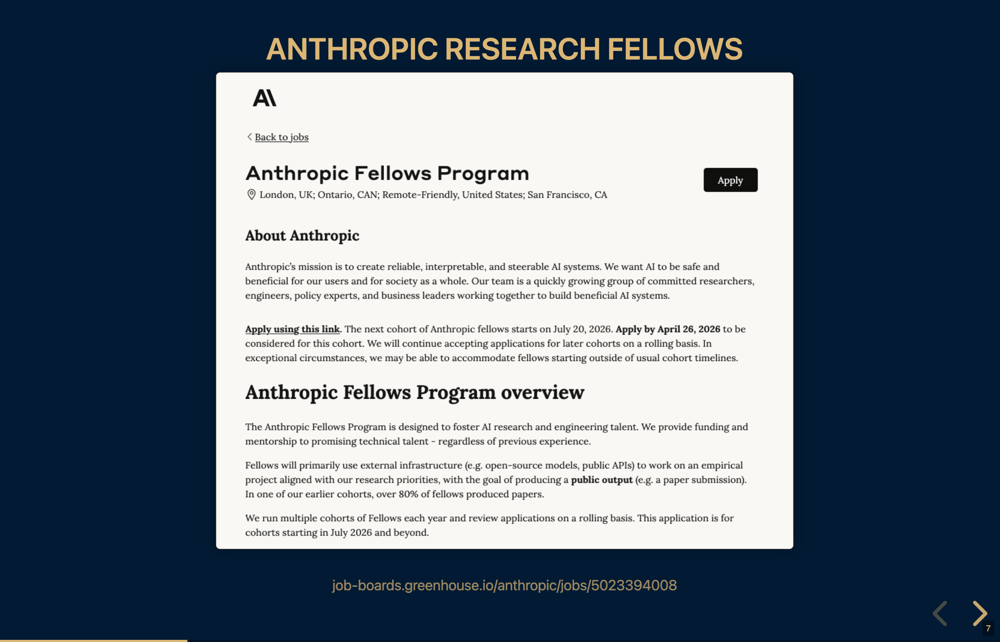 ANTHROPIC RESEARCH FELLOWS
A\
Back to jobs
Anthropic Fellows Program
Apply
London, UK; Ontario, CAN; Remote-Friendly, United States; San Francisco, CA
About Anthropic
Anthropic’s mission is to create reliable, interpretable, and steerable AI systems. We want AI to be safe and
beneficial for our users and for society as a whole. Our team is a quickly growing group of committed researchers,
engineers, policy experts, and business leaders working together to build beneficial AI systems.
Apply using this link. The next cohort of Anthropic fellows starts on July 20, 2026. Apply by April 26, 2026 to be
considered for this cohort. We will continue accepting applications for later cohorts on a rolling basis. In
exceptional circumstances, we may be able to accommodate fellows starting outside of usual cohort timelines.
Anthropic Fellows Program overview
The Anthropic Fellows Program is designed to foster AI research and engineering talent. We provide funding and
mentorship to promising technical talent - regardless of previous experience.
Fellows will primarily use external infrastructure (e.g. open-source models, public APIs) to work on an empirical
project aligned with our research priorities, with the goal of producing a public output (e.g. a paper submission).
In one of our earlier cohorts, over 80% of fellows produced papers.
We run multiple cohorts of Fellows each year and review applications on a rolling basis. This application is for
cohorts starting in July 2026 and beyond.
job-boards.greenhouse.io/anthropic/jobs/5023394008
7